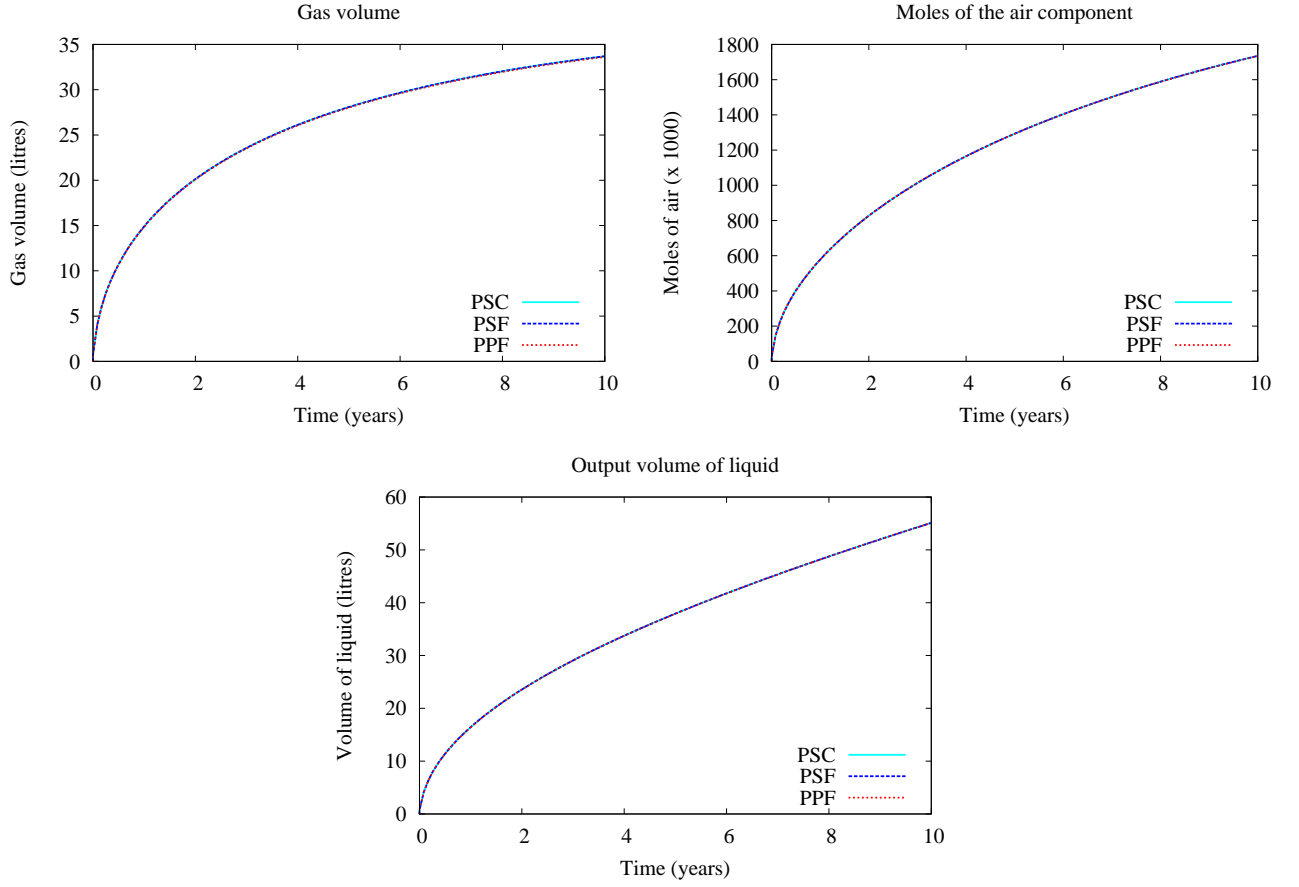 Gas volume
Gas volume (litres)
35
30
25
20
15
10
5
0
0 2 4 6 8 10
Time (years)
PSC
PSF
PPF
Moles of the air component
Moles of air (x 1000)
1800
1600
1400
1200
1000
800
600
400
200
0
0 2 4 6 8 10
Time (years)
PSC
PSF
PPF
Output volume of liquid
Volume of liquid (litres)
60
50
40
30
20
10
0
0 2 4 6 8 10
Time (years)
PSC
PSF
PPF